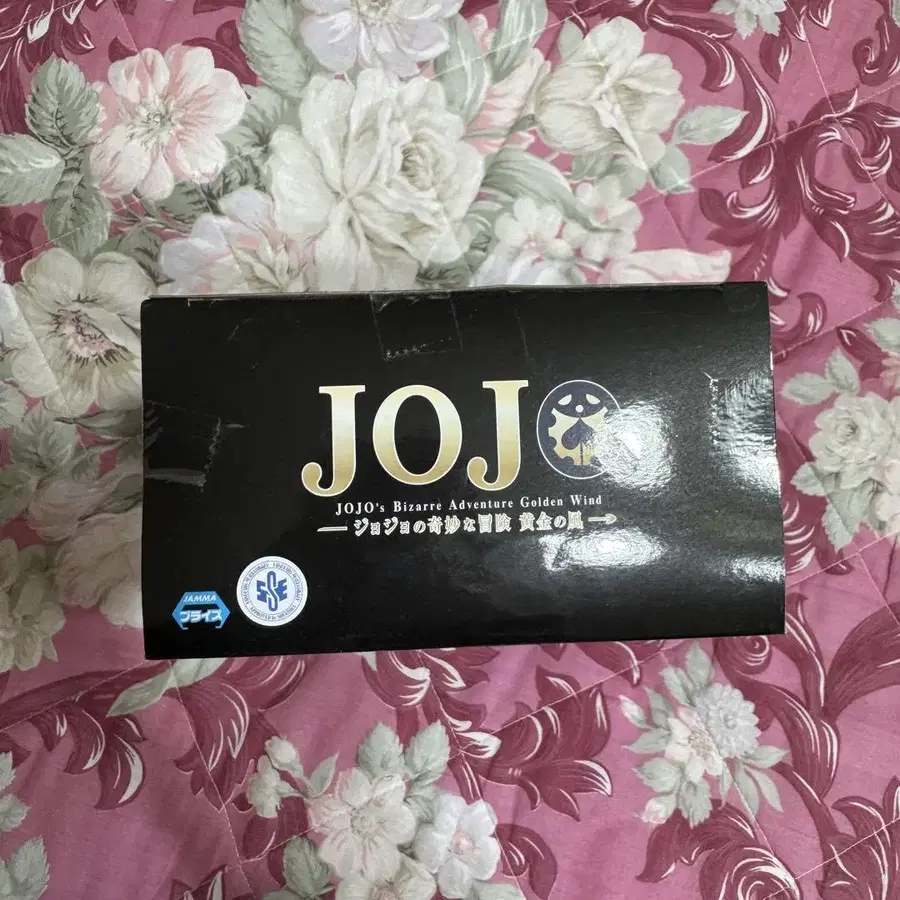 JOJO
JOJO's Bizarre Adventure Golden Wind
ジョジョの奇妙な冒険 黄金の風
JAMMA
プライズ